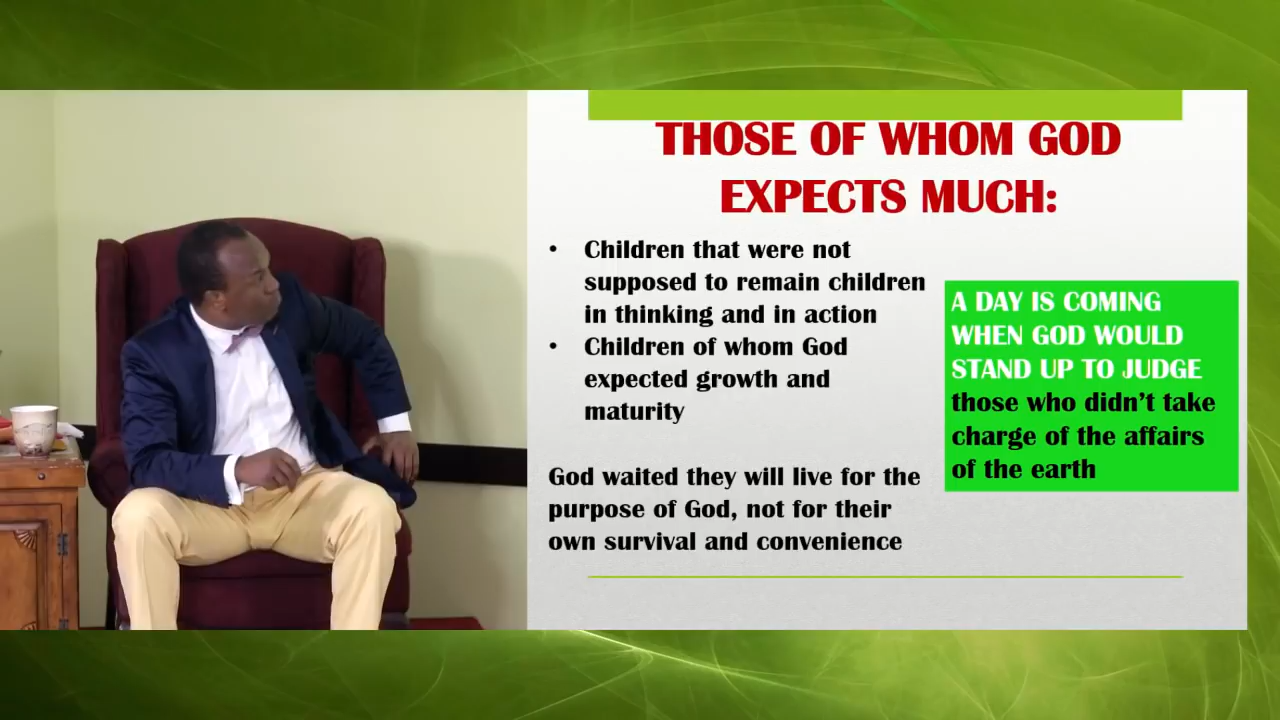 THOSE OF WHOM GOD
EXPECTS MUCH:
• Children that were not
supposed to remain children
in thinking and in action
• Children of whom God
expected growth and
maturity
God waited they will live for the
purpose of God, not for their
own survival and convenience
A DAY IS COMING
WHEN GOD WOULD
STAND UP TO JUDGE
those who didn’t take
charge of the affairs
of the earth